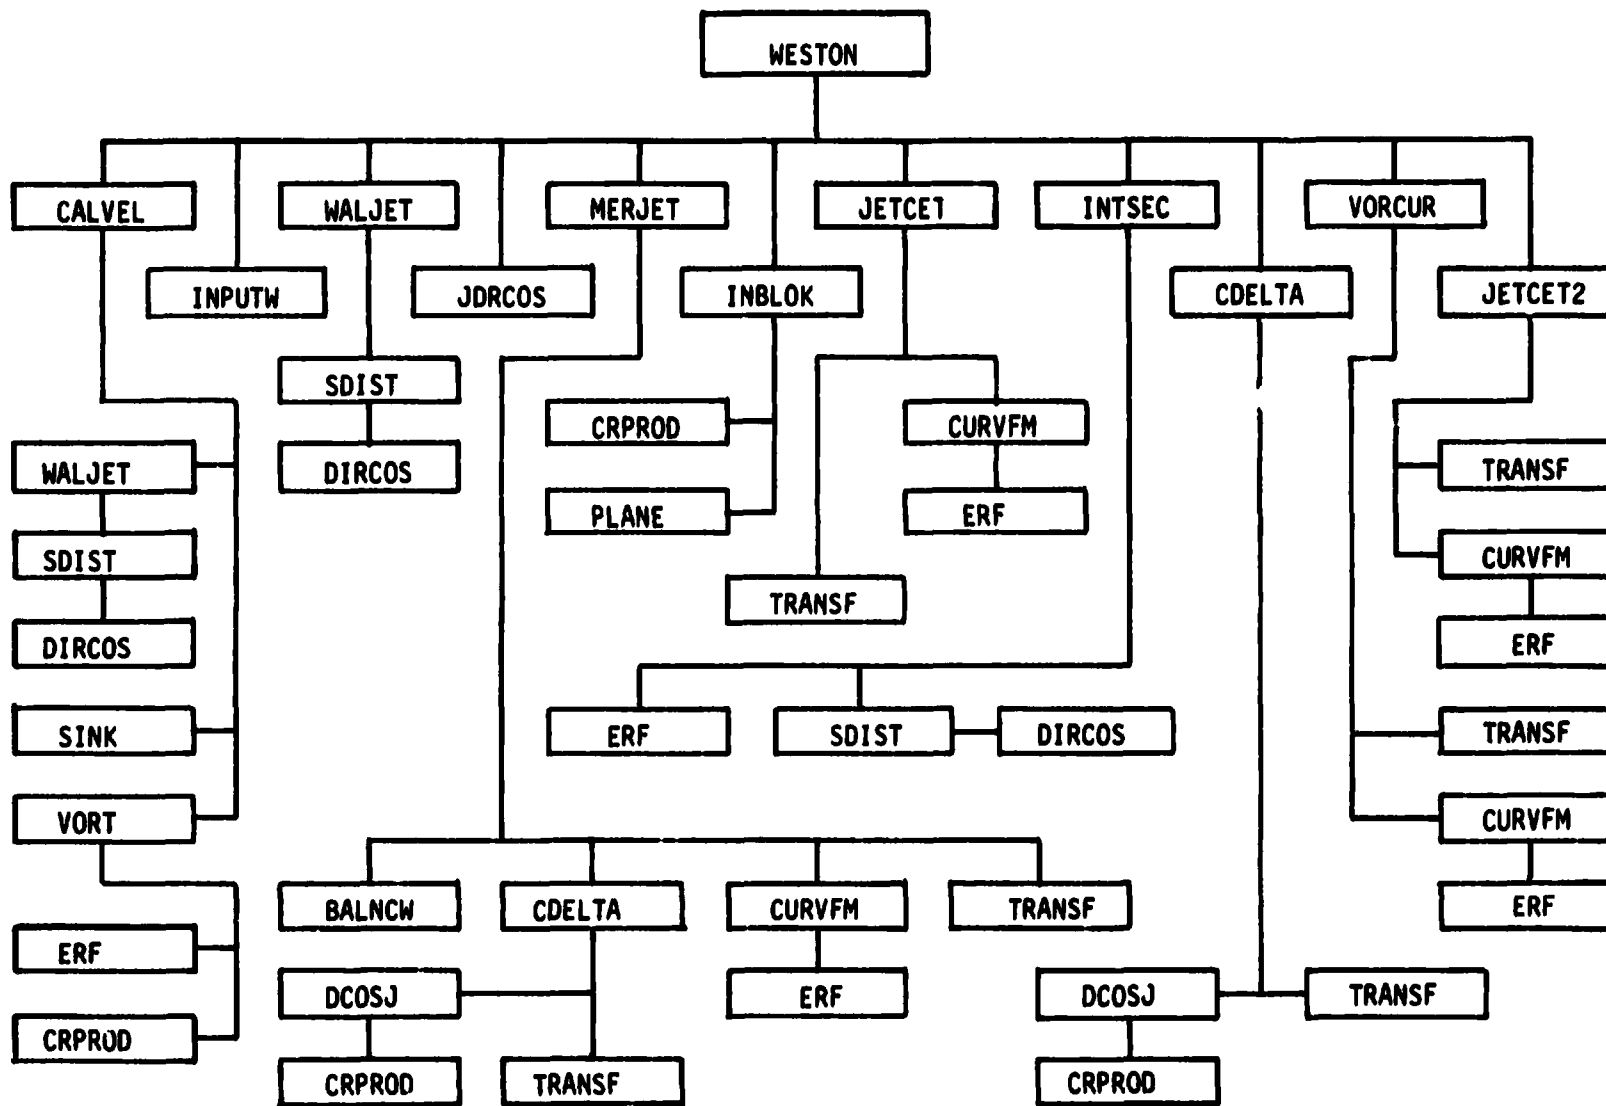 WESTON
CALVEL
WALJET
MERJET
JETCET
INTSEC
VORCUR
INPUTW
JDRCOS
INBLOK
CDELTA
JETCET2
SDIST
CRPROD
CURVFM
WALJET
DIRCOS
TRANSF
PLANE
ERF
SDIST
CURVFM
TRANSF
DIRCOS
ERF
SINK
ERF
SDIST
DIRCOS
TRANSF
VORT
CURVFM
BALNCW
CDELTA
CURVFM
TRANSF
ERF
ERF
DCOSJ
ERF
DCOSJ
TRANSF
CRPROD
CRPROD
TRANSF
CRPROD